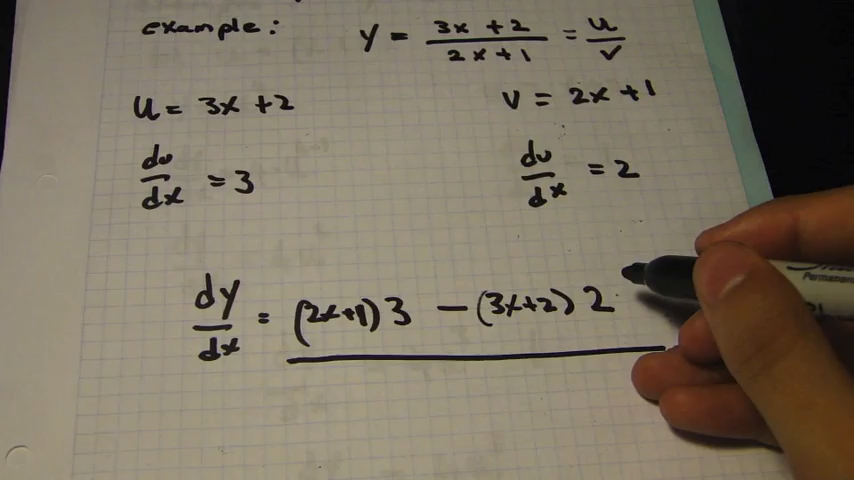 example: y = 3x + 2 / 2x + 1 = u / v
u = 3x + 2 v = 2x + 1
du/dx = 3 dv/dx = 2
dy/dx = (2x+1) 3 - (3x+2) 2
Permanent